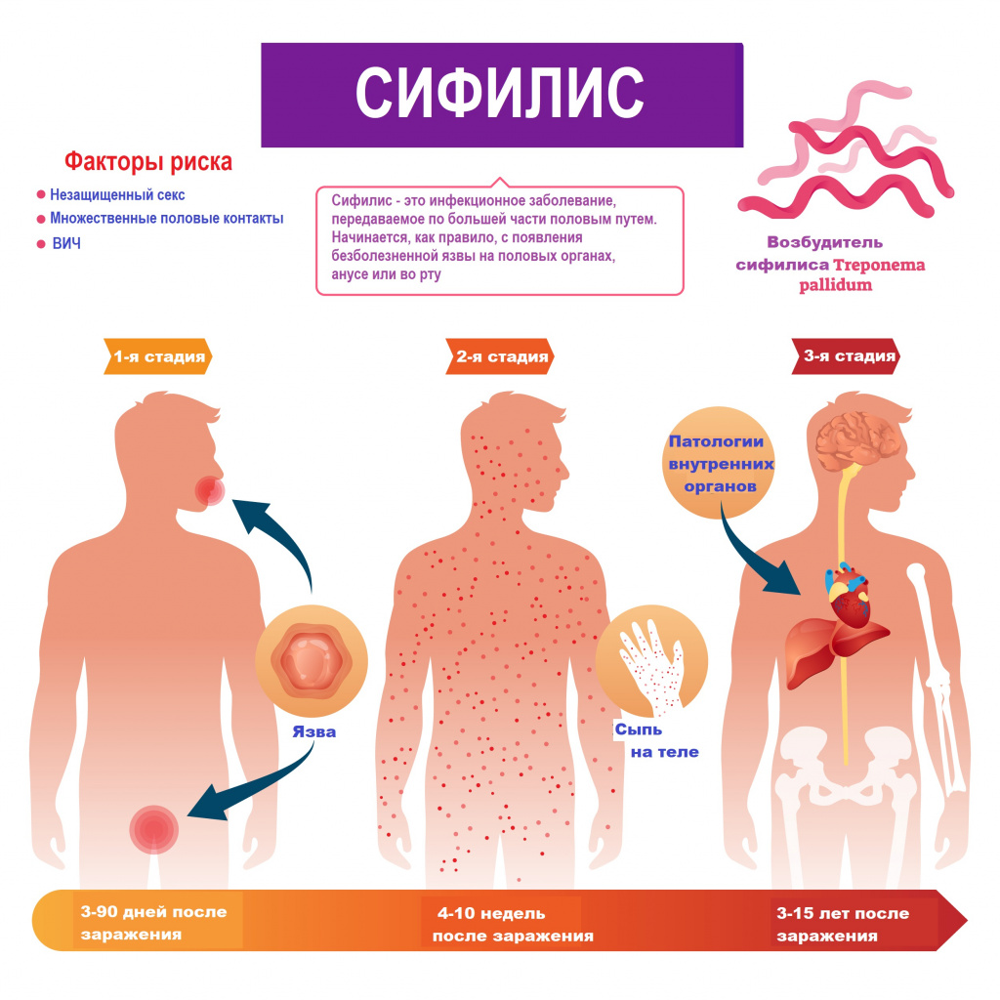 СИФИЛИС
Факторы риска
Незащищенный секс
Множественные половые контакты
ВИЧ
Сифилис - это инфекционное заболевание,
передаваемое по большей части половым путем.
Начинается, как правило, с появления
безболезненной язвы на половых органах,
анусе или во рту
Возбудитель
сифилиса Treponema
pallidum
1-я стадия
2-я стадия
3-я стадия
Патологии
внутренних
органов
Язва
Сыпь
на теле
3-90 дней после
заражения
4-10 недель
после заражения
3-15 лет после
заражения